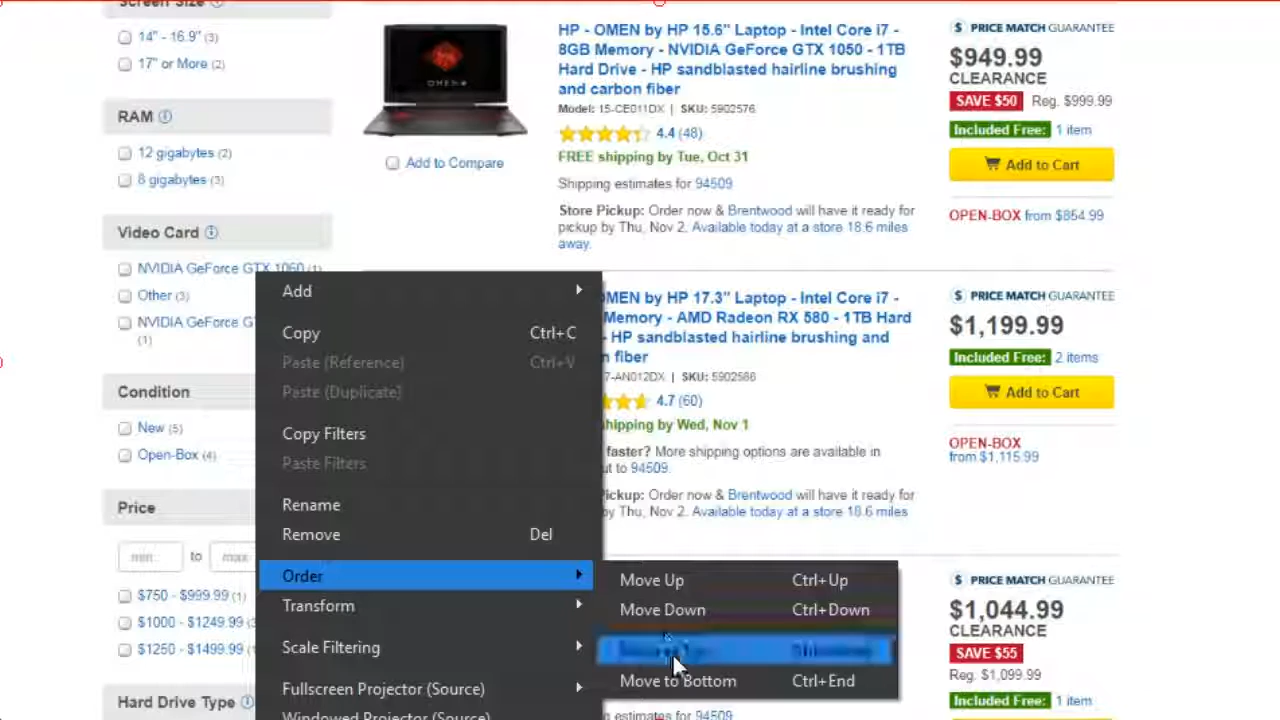 Screen Size
14" - 16.9" (3)
17" or More (2)
RAM
12 gigabytes (2)
8 gigabytes (3)
Video Card
NVIDIA GeForce GTX 1060 (1)
Other (3)
NVIDIA GeForce G
(1)
Condition
New (5)
Open-Box (4)
Price
min
to
max
$750 - $999.99 (1)
$1000 - $1249.99
$1250 - $1499.99
Hard Drive Type
OMEN
Add to Compare
HP - OMEN by HP 15.6" Laptop - Intel Core i7 -
8GB Memory - NVIDIA GeForce GTX 1050 - 1TB
Hard Drive - HP sandblasted hairline brushing
and carbon fiber
Model: 15-CE011DX | SKU: 5902576
4.4 (48)
FREE shipping by Tue, Oct 31
Shipping estimates for 94509
Store Pickup: Order now & Brentwood will have it ready for
pickup by Thu, Nov 2. Available today at a store 18.6 miles
away.
$ PRICE MATCH GUARANTEE
$949.99
CLEARANCE
SAVE $50 Reg. $999.99
Included Free: 1 item
Add to Cart
OPEN-BOX from $854.99
MEN by HP 17.3" Laptop - Intel Core i7 -
Memory - AMD Radeon RX 580 - 1TB Hard
- HP sandblasted hairline brushing and
n fiber
7-AN012DX | SKU: 5902586
4.7 (60)
hipping by Wed, Nov 1
faster? More shipping options are available in
ut to 94509.
ickup: Order now & Brentwood will have it ready for
by Thu, Nov 2. Available today at a store 18.6 miles
$ PRICE MATCH GUARANTEE
$1,199.99
Included Free: 2 items
Add to Cart
OPEN-BOX
from $1,115.99
Add
Copy Ctrl+C
Paste (Reference) Ctrl+V
Paste (Duplicate)
Copy Filters
Paste Filters
Rename
Remove Del
Order
Transform
Scale Filtering
Fullscreen Projector (Source)
Windowed Projector (Source)
Move Up Ctrl+Up
Move Down Ctrl+Down
Move to Bottom Ctrl+End
$ PRICE MATCH GUARANTEE
$1,044.99
CLEARANCE
SAVE $55
Reg. $1,099.99
Included Free: 1 item
estimates for 94509